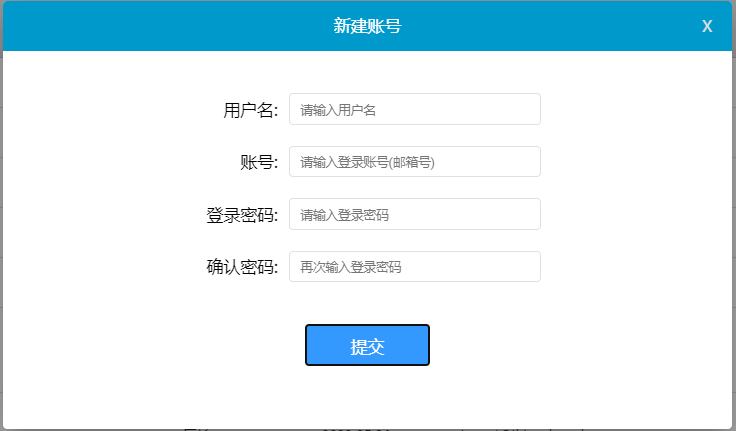 新建账号 X
用户名: 请输入用户名
账号: 请输入登录账号(邮箱号)
登录密码: 请输入登录密码
确认密码: 再次输入登录密码
提交